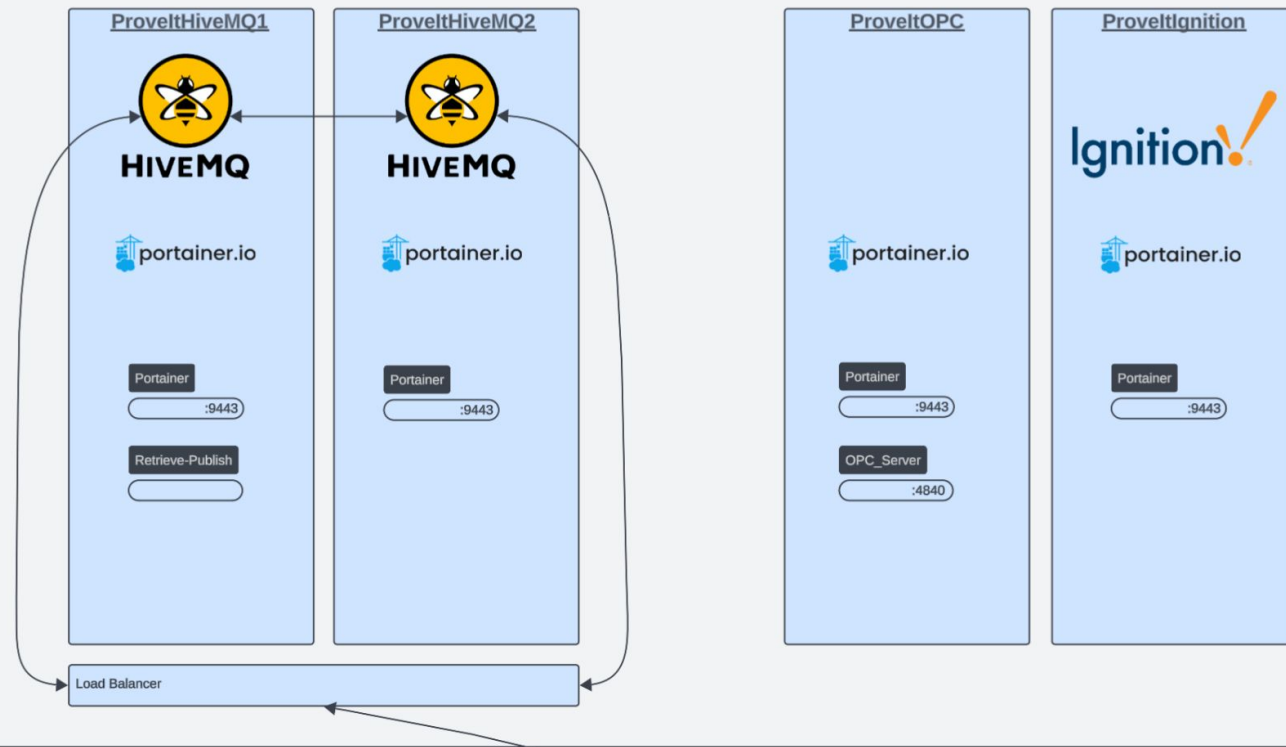 ProveItHiveMQ1
HIVEMQ
portainer.io
Portainer
:9443
Retrieve-Publish
ProveItHiveMQ2
HIVEMQ
portainer.io
Portainer
:9443
Load Balancer
ProveItOPC
portainer.io
Portainer
:9443
OPC_Server
:4840
ProveItIgnition
Ignition!
portainer.io
Portainer
:9443